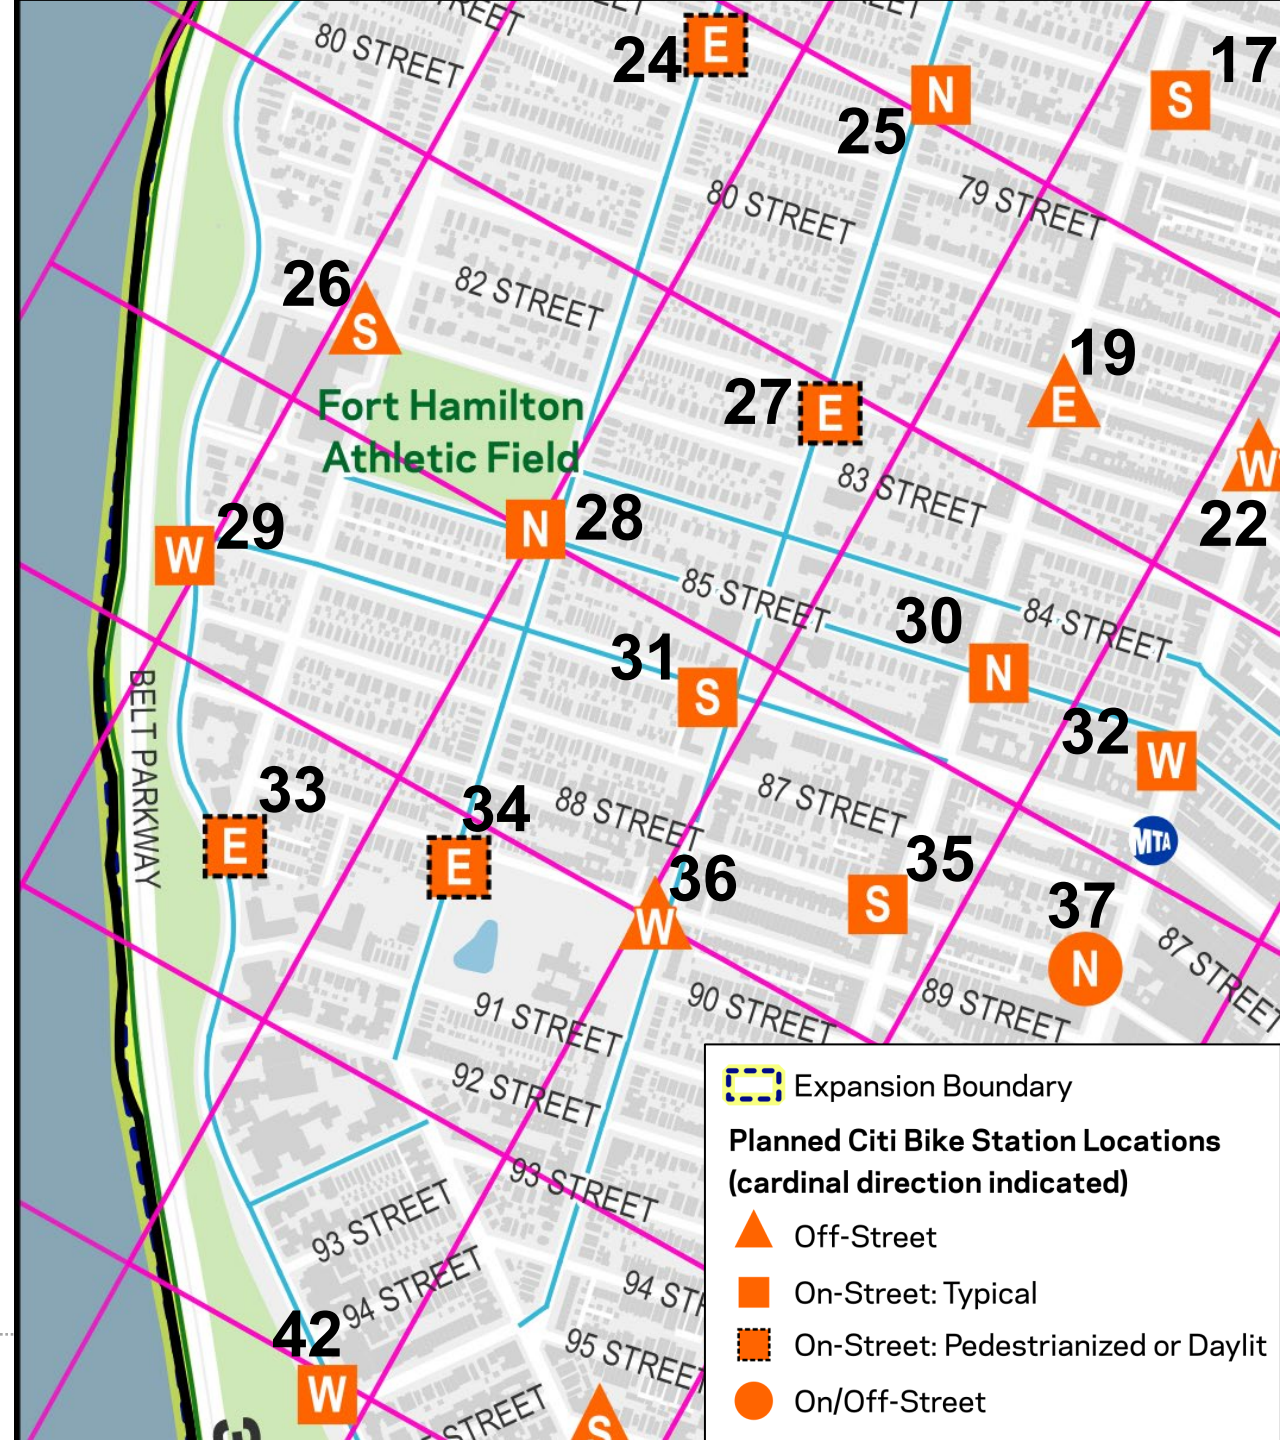 STREET
80 STREET
24
E
N
25
17
S
80 STREET
79 STREET
26
S
82 STREET
19
E
27
E
Fort Hamilton
Athletic Field
83 STREET
W
22
29
W
N
28
85 STREET
84 STREET
30
N
31
S
32
W
BELT PARKWAY
33
E
34
E
88 STREET
87 STREET
MTA
36
W
35
S
37
N
87 STREET
91 STREET
90 STREET
89 STREET
92 STREET
93 STREET
93 STREET
94 STREET
94 STR
95 STREET
42
W
STREET
S
Expansion Boundary
Planned Citi Bike Station Locations
(cardinal direction indicated)
Off-Street
On-Street: Typical
On-Street: Pedestrianized or Daylit
On/Off-Street